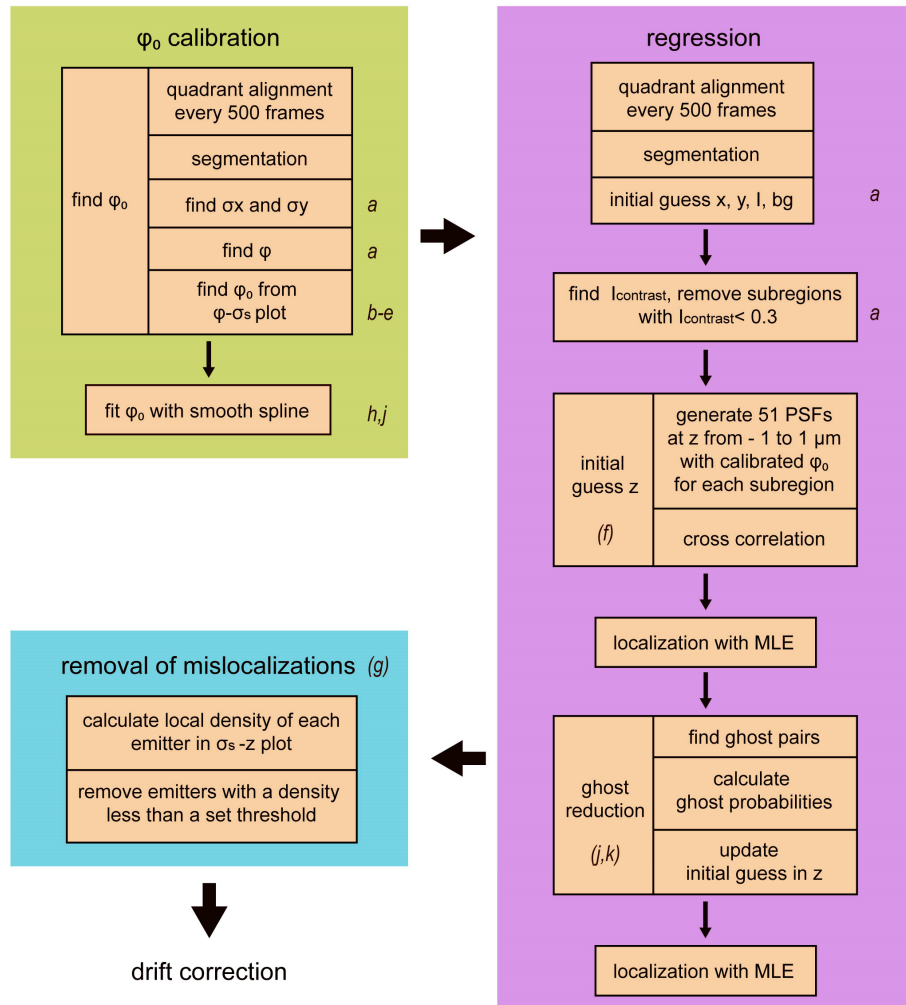 φ₀ calibration
find φ₀
quadrant alignment
every 500 frames
segmentation
find σx and σy
a
find φ
a
find φ₀ from
φ-σs plot
b-e
fit φ₀ with smooth spline
h,j
regression
quadrant alignment
every 500 frames
segmentation
initial guess x, y, I, bg
a
find Icontrast, remove subregions
with Icontrast< 0.3
a
initial
guess z
(f)
generate 51 PSFs
at z from - 1 to 1 μm
with calibrated φ₀
for each subregion
cross correlation
localization with MLE
ghost
reduction
(j,k)
find ghost pairs
calculate
ghost probabilities
update
initial guess in z
localization with MLE
removal of mislocalizations (g)
calculate local density of each
emitter in σs -z plot
remove emitters with a density
less than a set threshold
drift correction